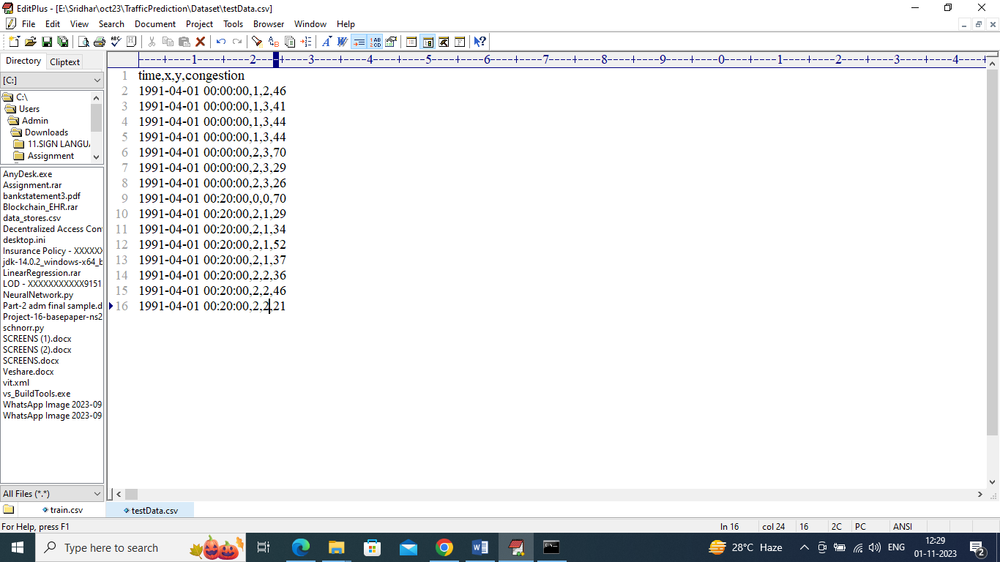 EditPlus - [E:\Sridhar\oct23\TrafficPrediction\Dataset\testData.csv]
File Edit View Search Document Project Tools Browser Window Help
Directory Cliptext
[C:]
C:\
Users
Admin
Downloads
11.SIGN LANGU
Assignment
AnyDesk.exe
Assignment.rar
bankstatement3.pdf
Blockchain_EHR.rar
data_stores.csv
Decentralized Access Con
desktop.ini
Insurance Policy - XXXXXX
jdk-14.0.2_windows-x64_b
LinearRegression.rar
LOD - XXXXXXXXXXX9151
NeuralNetwork.py
Part-2 adm final sample.d
Project-16-basepaper-ns2
schnorr.py
SCREENS (1).docx
SCREENS (2).docx
SCREENS.docx
Veshare.docx
vit.xml
vs_BuildTools.exe
WhatsApp Image 2023-09
WhatsApp Image 2023-09
All Files (*.*)
----+----1----+----2----+----3----+----4----+----5----+----6----+----7----+----8----+----9----+----0----+----1----+----2----+----3----+----4--
1 time,x,y,congestion
2 1991-04-01 00:00:00,1,2,46
3 1991-04-01 00:00:00,1,3,41
4 1991-04-01 00:00:00,1,3,44
5 1991-04-01 00:00:00,1,3,44
6 1991-04-01 00:00:00,2,3,70
7 1991-04-01 00:00:00,2,3,29
8 1991-04-01 00:00:00,2,3,26
9 1991-04-01 00:20:00,0,0,70
10 1991-04-01 00:20:00,2,1,29
11 1991-04-01 00:20:00,2,1,34
12 1991-04-01 00:20:00,2,1,52
13 1991-04-01 00:20:00,2,1,37
14 1991-04-01 00:20:00,2,2,36
15 1991-04-01 00:20:00,2,2,46
16 1991-04-01 00:20:00,2,2,21
train.csv testData.csv
For Help, press F1 ln 16 col 24 16 2C PC ANSI
Type here to search 28°C Haze ENG 12:29
01-11-2023 2